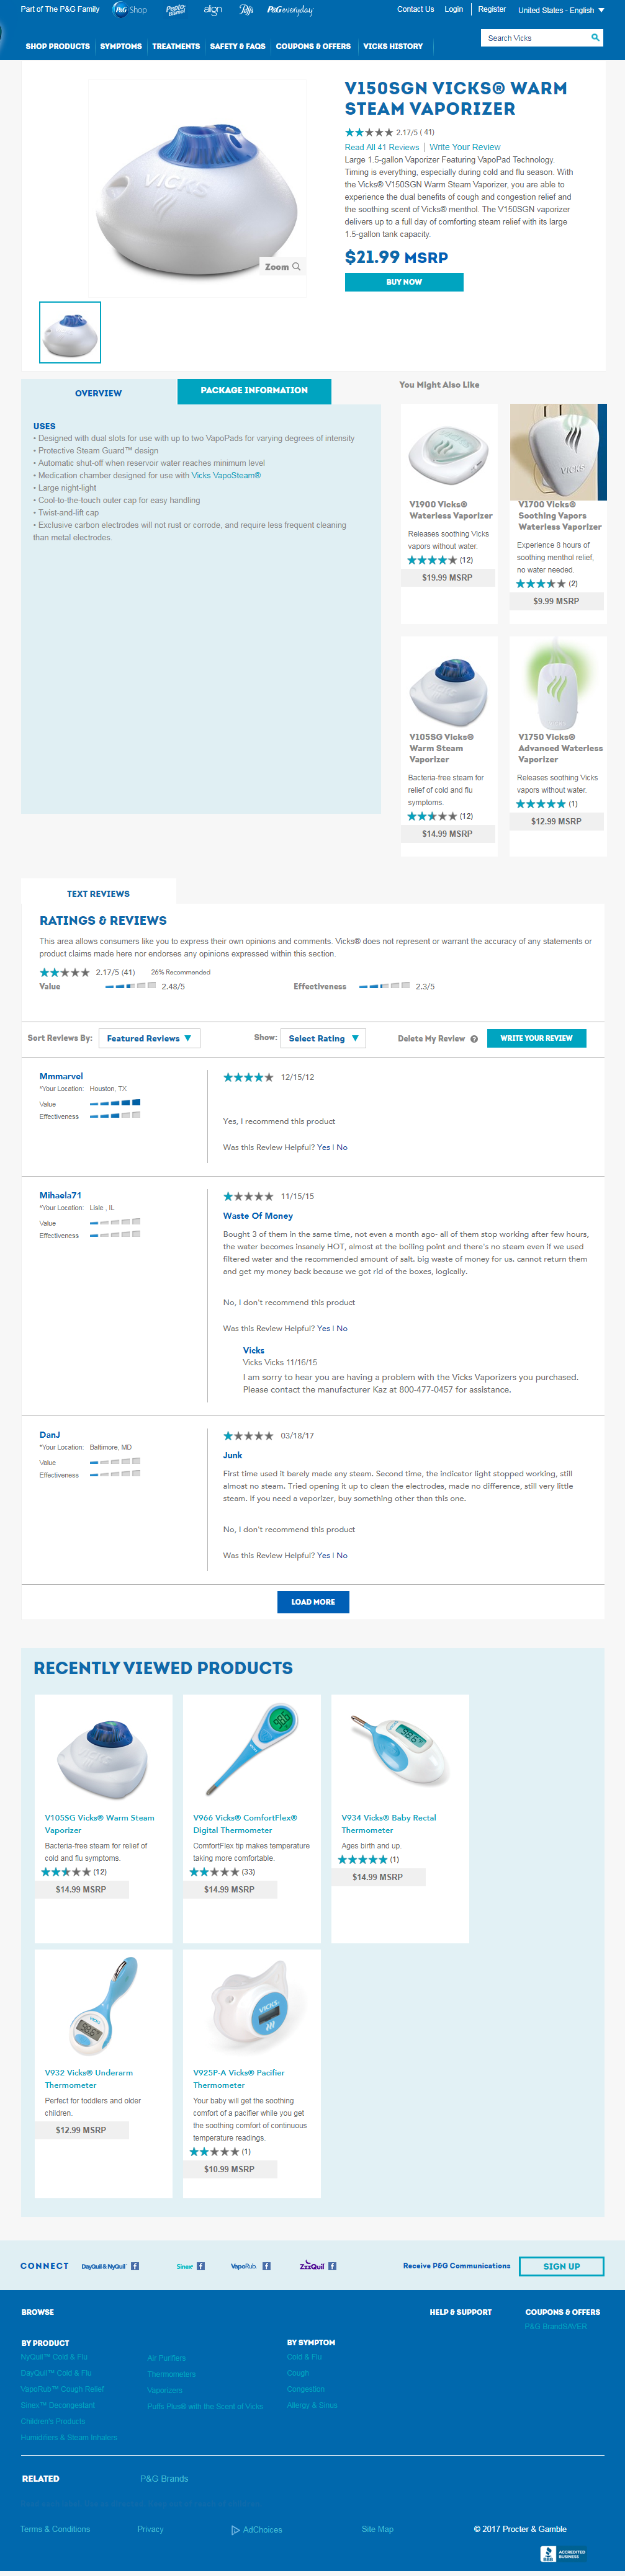 Part of The P&G Family
P&G Shop
Pepto Bismol
align
Puffs
P&G everyday
Contact Us
Login
Register
United States - English
SHOP PRODUCTS
SYMPTOMS
TREATMENTS
SAFETY & FAQS
COUPONS & OFFERS
VICKS HISTORY
Search Vicks
V150SGN VICKS® WARM
STEAM VAPORIZER
2.17/5 ( 41)
Read All 41 Reviews | Write Your Review
Large 1.5-gallon Vaporizer Featuring VapoPad Technology.
Timing is everything, especially during cold and flu season. With
the Vicks® V150SGN Warm Steam Vaporizer, you are able to
experience the dual benefits of cough and congestion relief and
the soothing scent of Vicks® menthol. The V150SGN vaporizer
delivers up to a full day of comforting steam relief with its large
1.5-gallon tank capacity.
$21.99 MSRP
BUY NOW
VICKS
Zoom
OVERVIEW
PACKAGE INFORMATION
USES
• Designed with dual slots for use with up to two VapoPads for varying degrees of intensity
• Protective Steam Guard™ design
• Automatic shut-off when reservoir water reaches minimum level
• Medication chamber designed for use with Vicks VapoSteam®
• Large night-light
• Cool-to-the-touch outer cap for easy handling
• Twist-and-lift cap
• Exclusive carbon electrodes will not rust or corrode, and require less frequent cleaning
than metal electrodes.
You Might Also Like
V1900 Vicks®
Waterless Vaporizer
Releases soothing Vicks
vapors without water.
(12)
$19.99 MSRP
VICKS
V1700 Vicks®
Soothing Vapors
Waterless Vaporizer
Experience 8 hours of
soothing menthol relief,
no water needed.
(2)
$9.99 MSRP
V105SG Vicks®
Warm Steam
Vaporizer
Bacteria-free steam for
relief of cold and flu
symptoms.
(12)
$14.99 MSRP
V1750 Vicks®
Advanced Waterless
Vaporizer
Releases soothing Vicks
vapors without water.
(1)
$12.99 MSRP
TEXT REVIEWS
RATINGS & REVIEWS
This area allows consumers like you to express their own opinions and comments. Vicks® does not represent or warrant the accuracy of any statements or
product claims made here nor endorses any opinions expressed within this section.
2.17/5 (41) 26% Recommended
Value 2.48/5 Effectiveness 2.3/5
Sort Reviews By: Featured Reviews
Show: Select Rating
Delete My Review
WRITE YOUR REVIEW
Mmmarvel
*Your Location: Houston, TX
Value
Effectiveness
12/15/12
Yes, I recommend this product
Was this Review Helpful? Yes | No
Mihaela71
*Your Location: Lisle , IL
Value
Effectiveness
11/15/15
Waste Of Money
Bought 3 of them in the same time, not even a month ago- all of them stop working after few hours,
the water becomes insanely HOT, almost at the boiling point and there's no steam even if we used
filtered water and the recommended amount of salt. big waste of money for us. cannot return them
and get my money back because we got rid of the boxes, logically.
No, I don't recommend this product
Was this Review Helpful? Yes | No
Vicks
Vicks Vicks 11/16/15
I am sorry to hear you are having a problem with the Vicks Vaporizers you purchased.
Please contact the manufacturer Kaz at 800-477-0457 for assistance.
DanJ
*Your Location: Baltimore, MD
Value
Effectiveness
03/18/17
Junk
First time used it barely made any steam. Second time, the indicator light stopped working, still
almost no steam. Tried opening it up to clean the electrodes, made no difference, still very little
steam. If you need a vaporizer, buy something other than this one.
No, I don't recommend this product
Was this Review Helpful? Yes | No
LOAD MORE
RECENTLY VIEWED PRODUCTS
V105SG Vicks® Warm Steam
Vaporizer
Bacteria-free steam for relief of
cold and flu symptoms.
(12)
$14.99 MSRP
V966 Vicks® ComfortFlex®
Digital Thermometer
ComfortFlex tip makes temperature
taking more comfortable.
(33)
$14.99 MSRP
V934 Vicks® Baby Rectal
Thermometer
Ages birth and up.
(1)
$14.99 MSRP
V932 Vicks® Underarm
Thermometer
Perfect for toddlers and older
children.
$12.99 MSRP
V925P-A Vicks® Pacifier
Thermometer
Your baby will get the soothing
comfort of a pacifier while you get
the soothing comfort of continuous
temperature readings.
(1)
$10.99 MSRP
CONNECT
DayQuil & NyQuil
Sinex
VapoRub
ZzzQuil
Receive P&G Communications
SIGN UP
BROWSE
HELP & SUPPORT
COUPONS & OFFERS
P&G BrandSAVER
BY PRODUCT
NyQuil™ Cold & Flu
DayQuil™ Cold & Flu
VapoRub™ Cough Relief
Sinex™ Decongestant
Children's Products
Humidifiers & Steam Inhalers
Air Purifiers
Thermometers
Vaporizers
Puffs Plus® with the Scent of Vicks
BY SYMPTOM
Cold & Flu
Cough
Congestion
Allergy & Sinus
RELATED
P&G Brands
Terms & Conditions
Privacy
AdChoices
Site Map
© 2017 Procter & Gamble
BBB ACCREDITED
BUSINESS